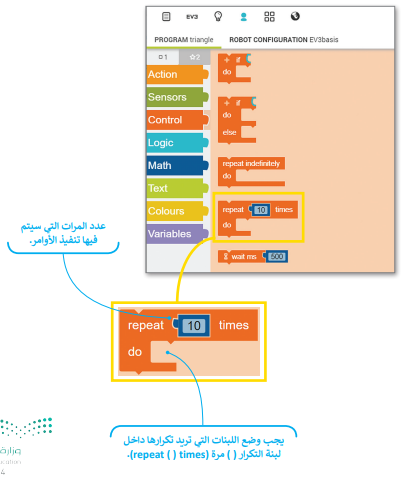 EV3
PROGRAM triangle ROBOT CONFIGURATION EV3basis
1 2
Action
Sensors
Control
Logic
Math
Text
Colours
Variables
+ if
do
+ if
do
else
repeat indefinitely
do
repeat 10 times
do
wait ms 500
عدد المرات التي سيتم
فيها تنفيذ الأوامر.
repeat 10 times
do
يجب وضع اللبنات التي تريد تكرارها داخل
لبنة التكرار ( ) مرة (repeat ( ) times).